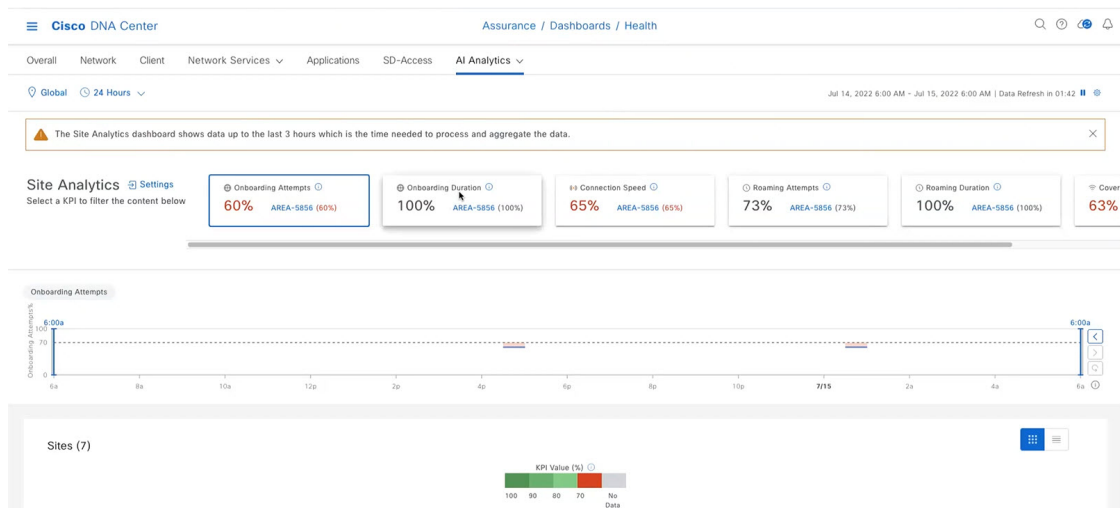 Cisco DNA Center
Assurance / Dashboards / Health
Overall Network Client Network Services Applications SD-Access AI Analytics
Global 24 Hours
Jul 14, 2022 6:00 AM - Jul 15, 2022 6:00 AM | Data Refresh in 01:42
The Site Analytics dashboard shows data up to the last 3 hours which is the time needed to process and aggregate the data.
Site Analytics Settings
Select a KPI to filter the content below
Onboarding Attempts
60% AREA-5856 (60%)
Onboarding Duration
100% AREA-5856 (100%)
Connection Speed
65% AREA-5856 (65%)
Roaming Attempts
73% AREA-5856 (73%)
Roaming Duration
100% AREA-5856 (100%)
Cover
63%
Onboarding Attempts
Onboarding Attempts%
6:00a 6:00a
100
70
0
6a 8a 10a 12p 2p 4p 6p 8p 10p 7/15 2a 4a 6a
Sites (7)
KPI Value (%)
100 90 80 70 No
Data